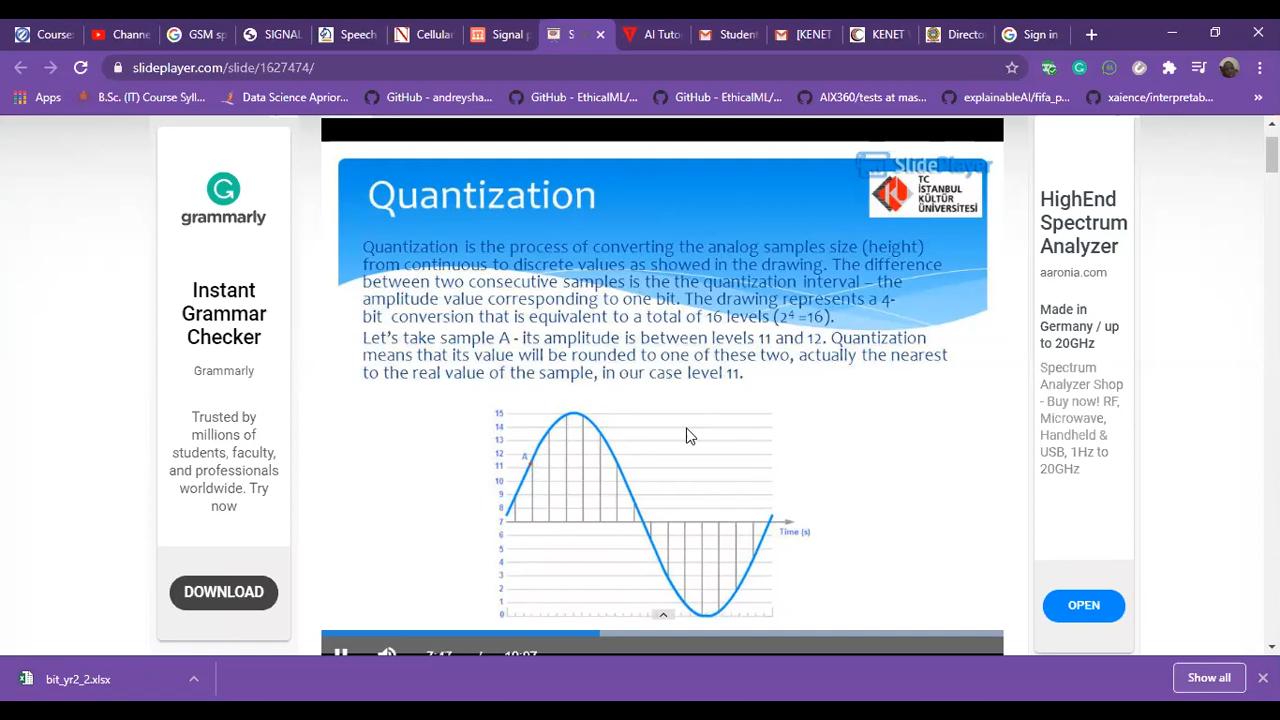 Course
Chann
GSM sp
SIGNAL
Speech
Cellula
Signal p
S
AI Tuto
Student
[KENET
KENET
Directo
Sign in
slideplayer.com/slide/1627474/
Apps
B.Sc. (IT) Course Syll...
Data Science Aprior...
GitHub - andreysha...
GitHub - EthicalML/...
GitHub - EthicalML/...
AIX360/tests at mas...
explainableAI/fifa_p...
xaience/interpretab...
grammarly
Instant
Grammar
Checker
Grammarly
Trusted by
millions of
students, faculty,
and professionals
worldwide. Try
now
DOWNLOAD
SlidePlayer
Quantization
TC
İSTANBUL
KÜLTÜR
ÜNİVERSİTESİ
Quantization is the process of converting the analog samples size (height)
from continuous to discrete values as showed in the drawing. The difference
between two consecutive samples is the the quantization interval – the
amplitude value corresponding to one bit. The drawing represents a 4-
bit conversion that is equivalent to a total of 16 levels (2⁴ =16).
Let's take sample A - its amplitude is between levels 11 and 12. Quantization
means that its value will be rounded to one of these two, actually the nearest
to the real value of the sample, in our case level 11.
15
14
13
12
A
11
10
9
8
7
6
5
4
3
2
1
0
Time (s)
HighEnd
Spectrum
Analyzer
aaronia.com
Made in
Germany / up
to 20GHz
Spectrum
Analyzer Shop
- Buy now! RF,
Microwave,
Handheld &
USB, 1Hz to
20GHz
OPEN
bit_yr2_2.xlsx
Show all